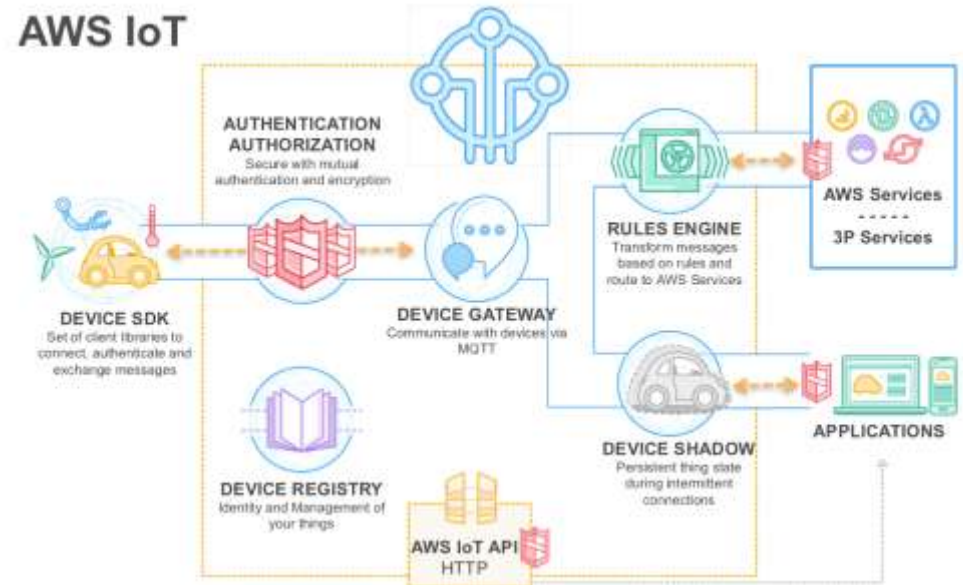 AWS IoT
AUTHENTICATION
AUTHORIZATION
Secure with mutual
authentication and encryption
DEVICE SDK
Set of client libraries to
connect, authenticate and
exchange messages
DEVICE GATEWAY
Communicate with devices via
MQTT
RULES ENGINE
Transform messages
based on rules and
route to AWS Services
AWS Services
- - - - -
3P Services
DEVICE SHADOW
Persistent thing state
during intermittent
connections
APPLICATIONS
DEVICE REGISTRY
Identity and Management of
your things
AWS IoT API
HTTP